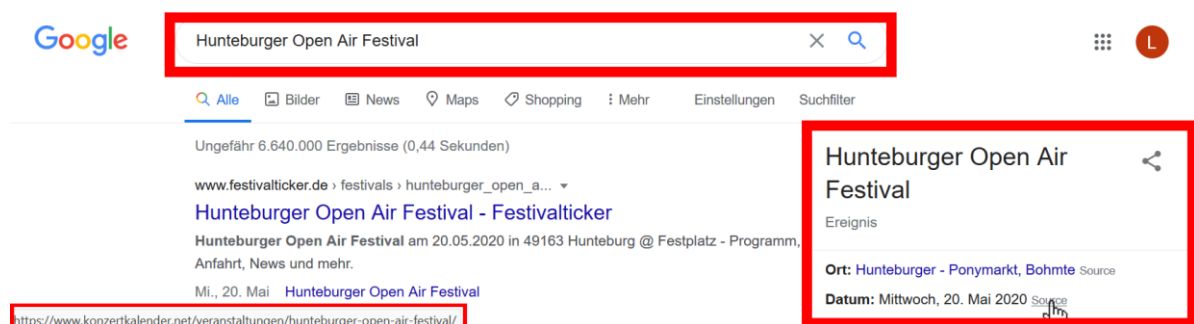 Google
Hunteburger Open Air Festival
L
Alle Bilder News Maps Shopping Mehr Einstellungen Suchfilter
Ungefähr 6.640.000 Ergebnisse (0,44 Sekunden)
www.festivalticker.de › festivals › hunteburger_open_a...
Hunteburger Open Air Festival - Festivalticker
Hunteburger Open Air Festival am 20.05.2020 in 49163 Hunteburg @ Festplatz - Programm,
Anfahrt, News und mehr.
Mi., 20. Mai Hunteburger Open Air Festival
https://www.konzertkalender.net/veranstaltungen/hunteburger-open-air-festival/
Hunteburger Open Air
Festival
Ereignis
Ort: Hunteburger - Ponymarkt, Bohmte Source
Datum: Mittwoch, 20. Mai 2020 Source